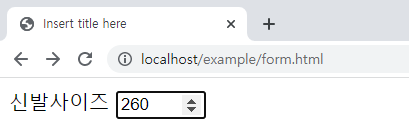 Insert title here
localhost/example/form.html
신발사이즈 260